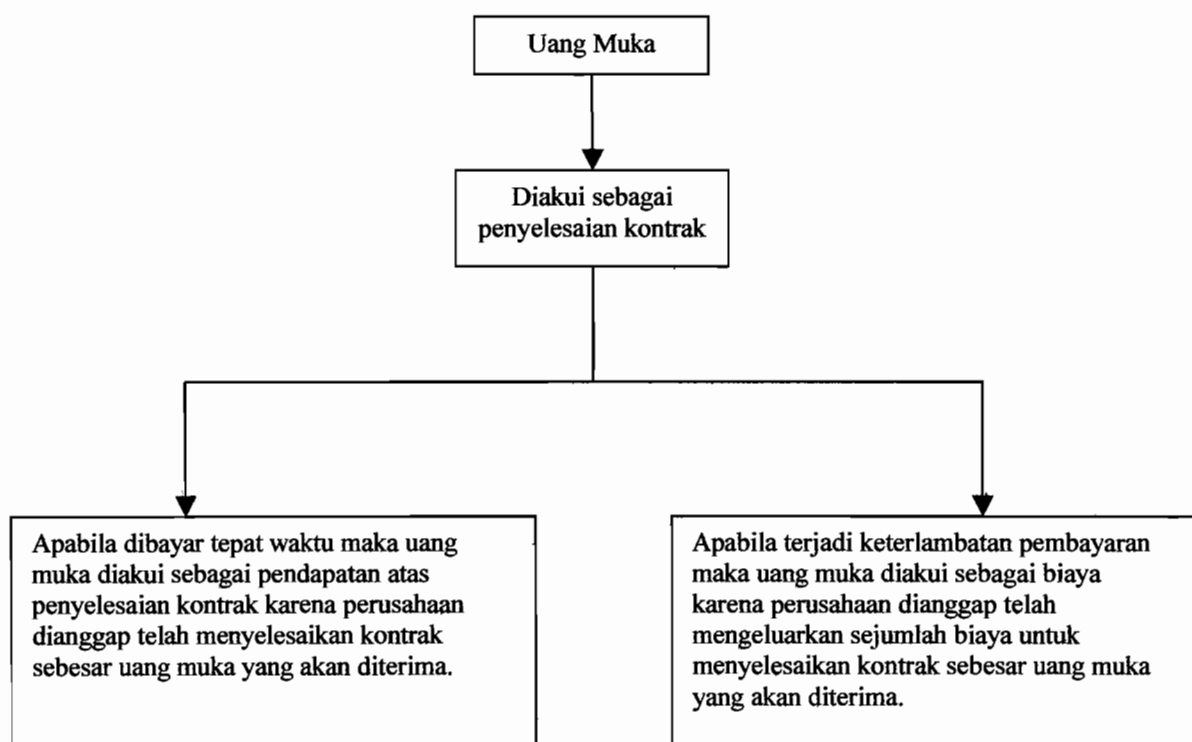 Uang Muka
Diakui sebagai
penyelesaian kontrak
Apabila dibayar tepat waktu maka uang
muka diakui sebagai pendapatan atas
penyelesaian kontrak karena perusahaan
dianggap telah menyelesaikan kontrak
sebesar uang muka yang akan diterima.
Apabila terjadi keterlambatan pembayaran
maka uang muka diakui sebagai biaya
karena perusahaan dianggap telah
mengeluarkan sejumlah biaya untuk
menyelesaikan kontrak sebesar uang muka
yang akan diterima.